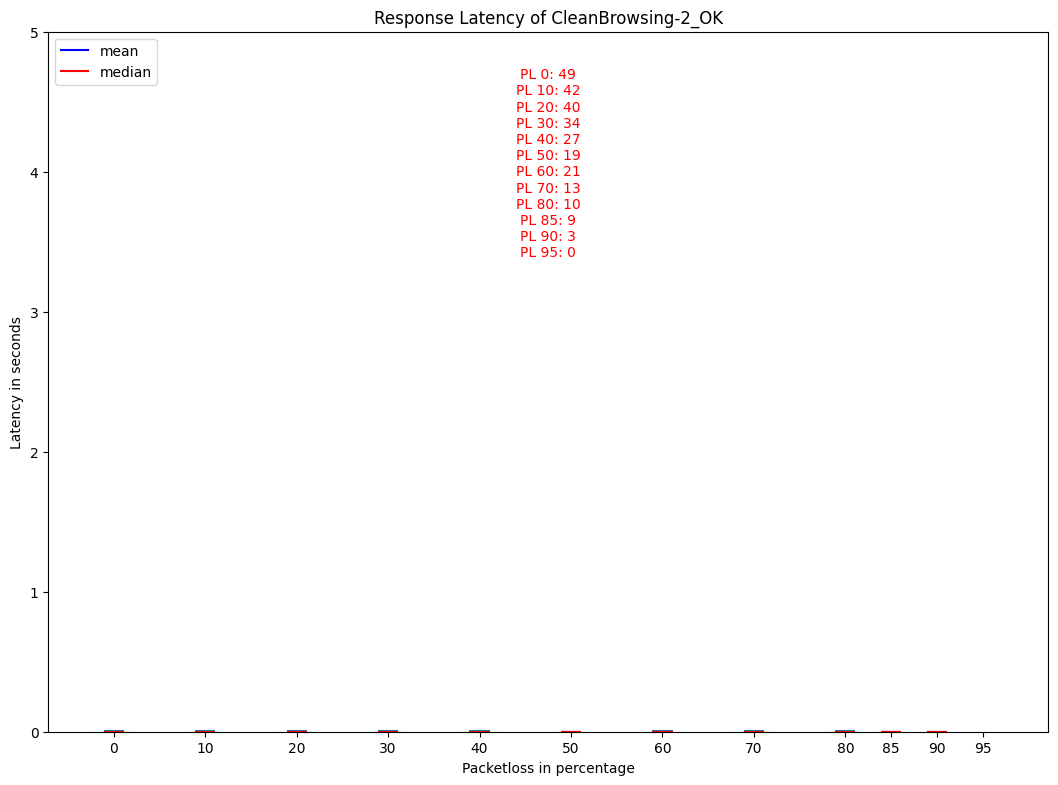 Response Latency of CleanBrowsing-2_OK
mean
median
PL 0: 49
PL 10: 42
PL 20: 40
PL 30: 34
PL 40: 27
PL 50: 19
PL 60: 21
PL 70: 13
PL 80: 10
PL 85: 9
PL 90: 3
PL 95: 0
Latency in seconds
5
4
3
2
1
0
0 10 20 30 40 50 60 70 80 85 90 95
Packetloss in percentage